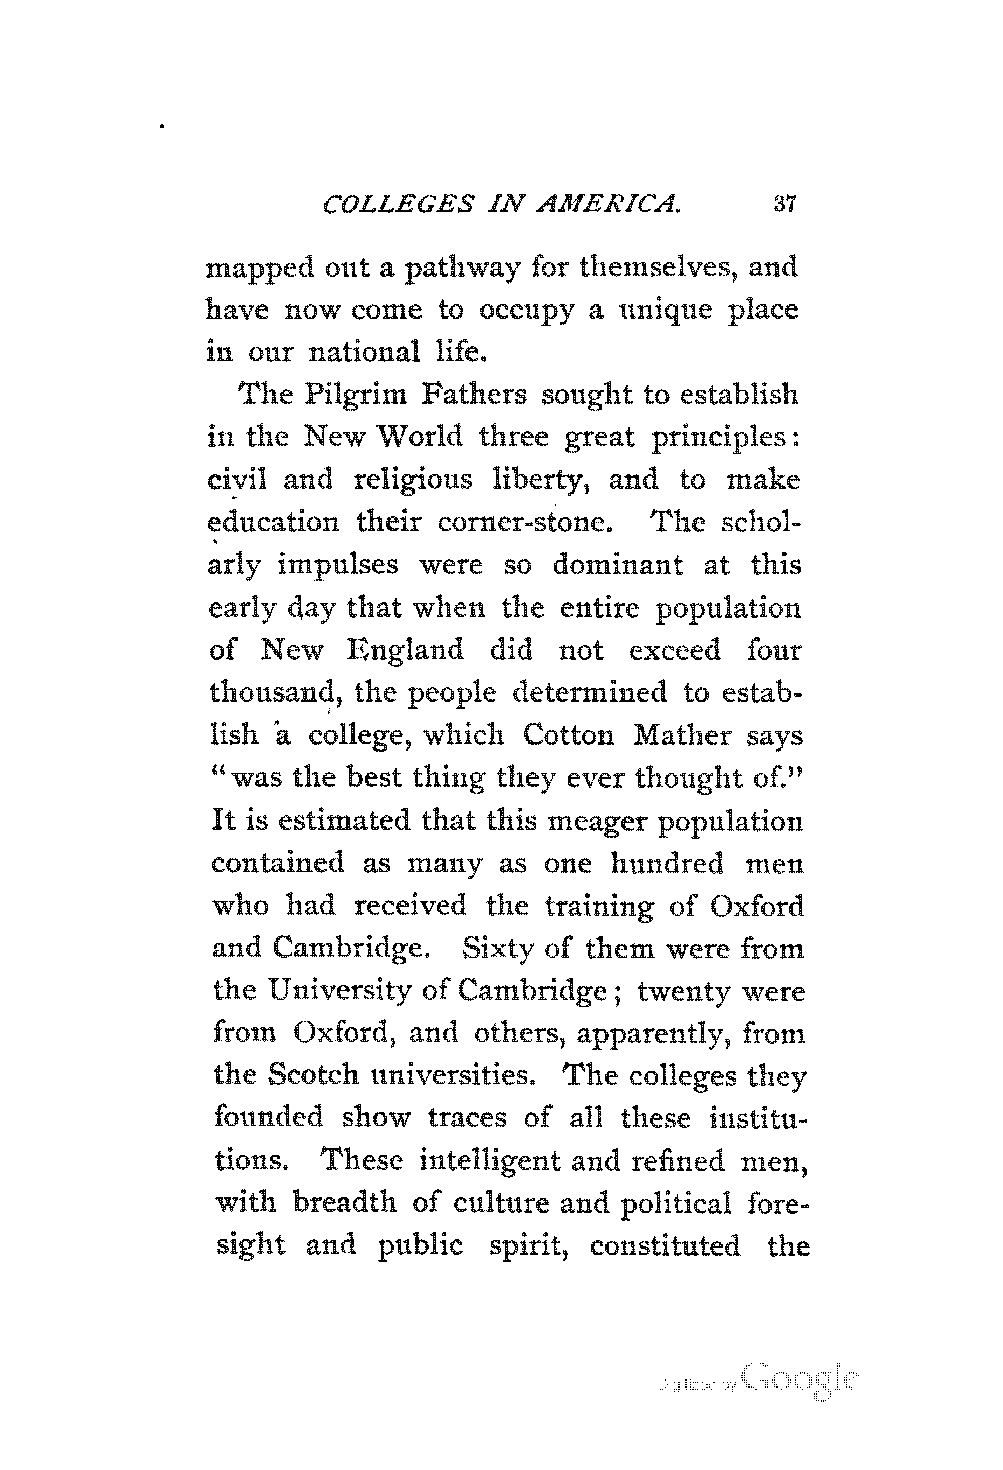 COLLEGES IN AMERICA. 37
mapped out a pathway for themselves, and
have now come to occupy a unique place
in our national life.
The Pilgrim Fathers sought to establish
in the New World three great principles:
civil and religious liberty, and to make
education their corner-stone. The schol-
arly impulses were so dominant at this
early day that when the entire population
of New England did not exceed four
thousand, the people determined to estab-
lish a college, which Cotton Mather says
“was the best thing they ever thought of.”
It is estimated that this meager population
contained as many as one hundred men
who had received the training of Oxford
and Cambridge. Sixty of them were from
the University of Cambridge; twenty were
from Oxford, and others, apparently, from
the Scotch universities. The colleges they
founded show traces of all these institu-
tions. These intelligent and refined men,
with breadth of culture and political fore-
sight and public spirit, constituted the
Digitized by Google